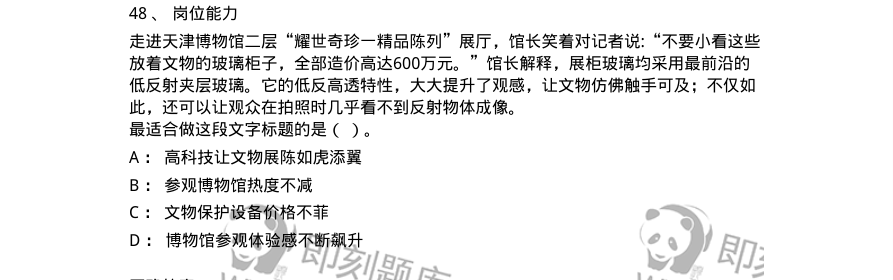 48 、 岗位能力
走进天津博物馆二层“耀世奇珍一精品陈列”展厅，馆长笑着对记者说:“不要小看这些
放着文物的玻璃柜子，全部造价高达600万元。”馆长解释，展柜玻璃均采用最前沿的
低反射夹层玻璃。它的低反高透特性，大大提升了观感，让文物仿佛触手可及；不仅如
此，还可以让观众在拍照时几乎看不到反射物体成像。
最适合做这段文字标题的是（ ）。
A ： 高科技让文物展陈如虎添翼
B ： 参观博物馆热度不减
C ： 文物保护设备价格不菲
D ： 博物馆参观体验感不断飙升
即刻题库
即刻